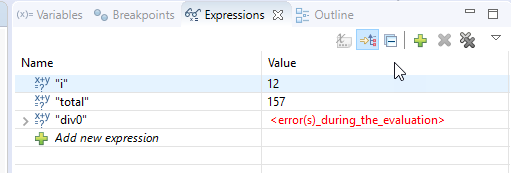 (x)= Variables Breakpoints Expressions Outline
Name Value
x+y =? "i" 12
x+y =? "total" 157
x+y =? "div0" <error(s)_during_the_evaluation>
Add new expression